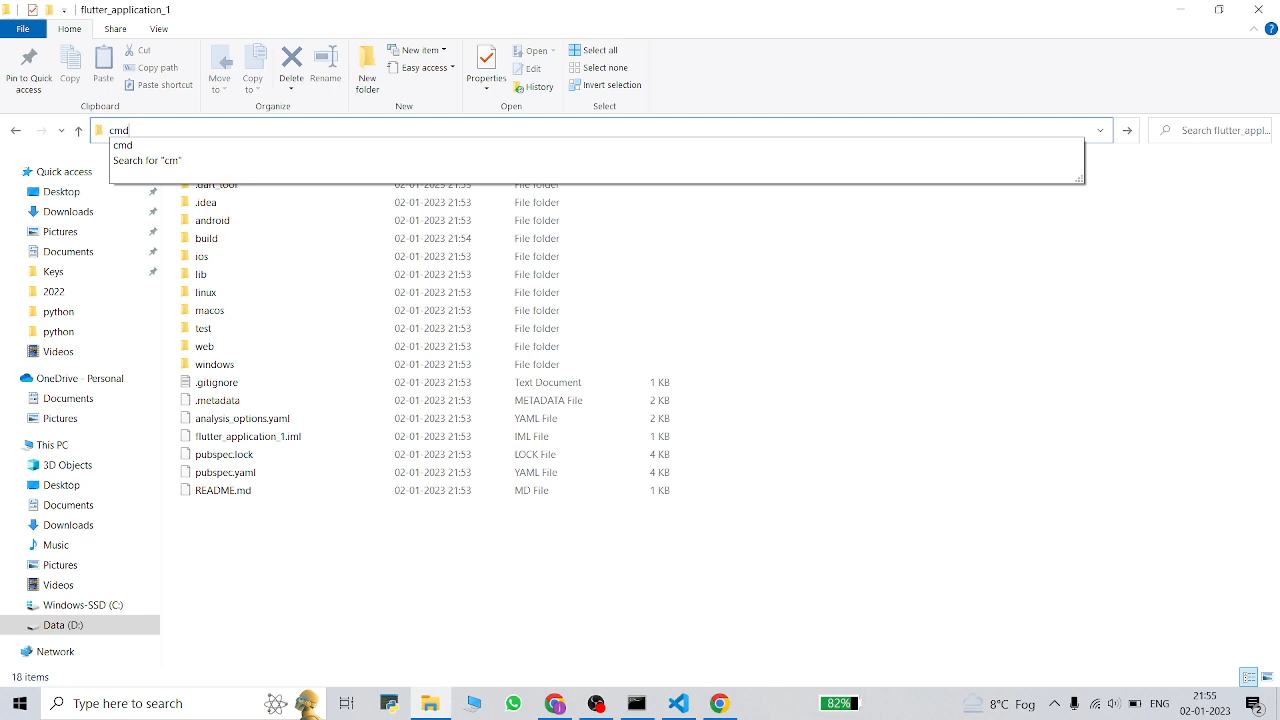 flutter_application_1
File
Home
Share
View
Pin to Quick access
Copy
Paste
Cut
Copy path
Paste shortcut
Clipboard
Move to
Copy to
Delete
Rename
Organize
New folder
New item
Easy access
New
Properties
Open
Edit
History
Open
Select all
Select none
Invert selection
Select
cmd
Search flutter_appl...
cmd
Search for "cm"
.dart_tool 02-01-2023 21:53 File folder
.idea 02-01-2023 21:53 File folder
android 02-01-2023 21:53 File folder
build 02-01-2023 21:54 File folder
ios 02-01-2023 21:53 File folder
lib 02-01-2023 21:53 File folder
linux 02-01-2023 21:53 File folder
macos 02-01-2023 21:53 File folder
test 02-01-2023 21:53 File folder
web 02-01-2023 21:53 File folder
windows 02-01-2023 21:53 File folder
.gitignore 02-01-2023 21:53 Text Document 1 KB
.metadata 02-01-2023 21:53 METADATA File 2 KB
analysis_options.yaml 02-01-2023 21:53 YAML File 2 KB
flutter_application_1.iml 02-01-2023 21:53 IML File 1 KB
pubspec.lock 02-01-2023 21:53 LOCK File 4 KB
pubspec.yaml 02-01-2023 21:53 YAML File 4 KB
README.md 02-01-2023 21:53 MD File 1 KB
Quick access
Desktop
Downloads
Pictures
Documents
Keys
2022
python
python
Videos
OneDrive - Personal
Documents
Pictures
This PC
3D Objects
Desktop
Documents
Downloads
Music
Pictures
Videos
Windows-SSD (C:)
Data (D:)
Network
18 items
Type here to search
82%
8°C Fog
ENG
21:55
02-01-2023
2